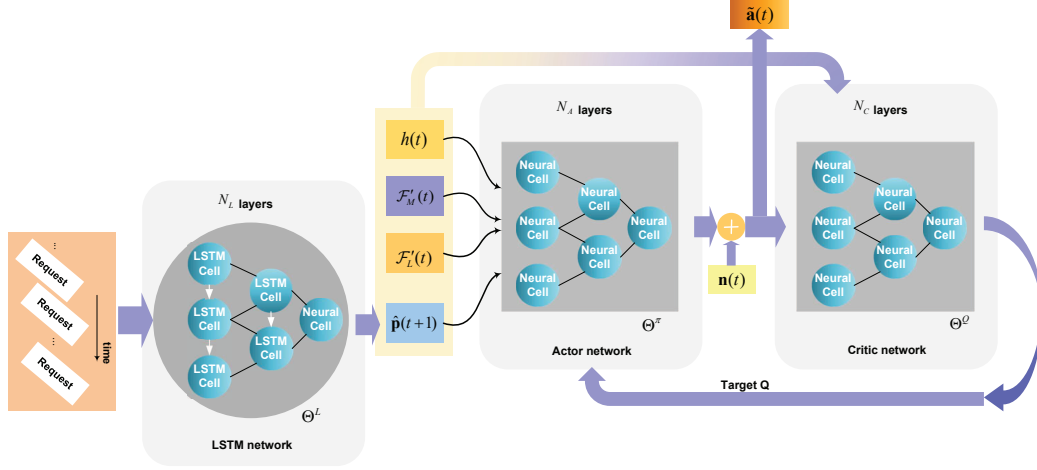 ...
Request
Request
...
Request
time
N_L layers
LSTM
Cell
LSTM
Cell
LSTM
Cell
LSTM
Cell
LSTM
Cell
Neural
Cell
Θ^L
LSTM network
h(t)
ℱ′_M(t)
ℱ′_L(t)
p̂(t+1)
N_A layers
Neural
Cell
Neural
Cell
Neural
Cell
Neural
Cell
Neural
Cell
Neural
Cell
Θ^π
Actor network
ã(t)
+
n(t)
N_C layers
Neural
Cell
Neural
Cell
Neural
Cell
Neural
Cell
Neural
Cell
Neural
Cell
Θ^Q
Critic network
Target Q